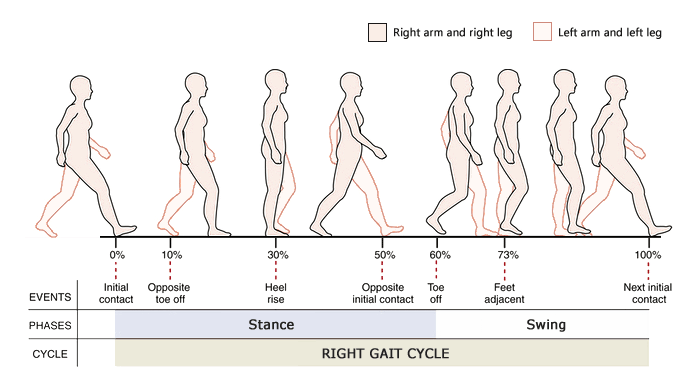 Right arm and right leg
Left arm and left leg
0%
10%
30%
50%
60%
73%
100%
EVENTS
Initial
contact
Opposite
toe off
Heel
rise
Opposite
initial contact
Toe
off
Feet
adjacent
Next initial
contact
PHASES
Stance
Swing
CYCLE
RIGHT GAIT CYCLE